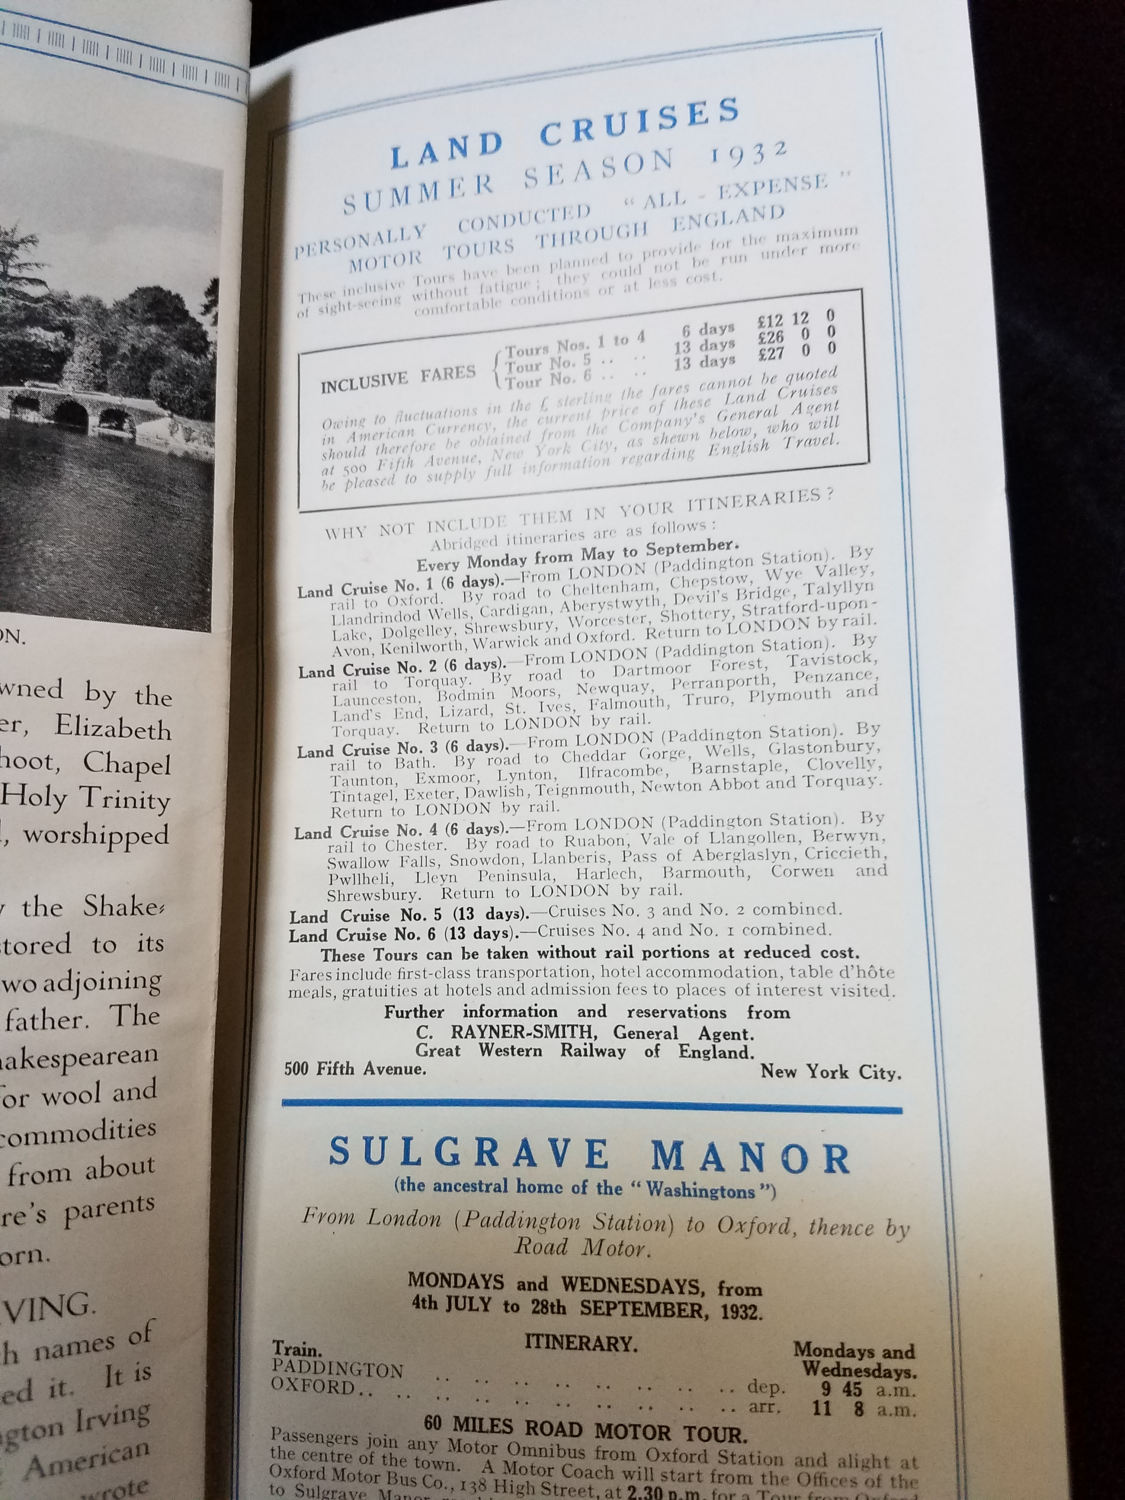 ON.
wned by the
er, Elizabeth
hoot, Chapel
Holy Trinity
, worshipped
y the Shake-
stored to its
two adjoining
father. The
hakespearean
for wool and
commodities
from about
re's parents
orn.
VING.
h names of
ed it. It is
gton Irving
American
wrote
LAND CRUISES
SUMMER SEASON 1932
PERSONALLY CONDUCTED "ALL - EXPENSE"
MOTOR TOURS THROUGH ENGLAND
These inclusive Tours have been planned to provide for the maximum
of sight-seeing without fatigue; they could not be run under more
comfortable conditions or at less cost.
INCLUSIVE FARES
Tours Nos. 1 to 4 6 days £12 12 0
Tour No. 5 .. .. 13 days £26 0 0
Tour No. 6 .. .. 13 days £27 0 0
Owing to fluctuations in the £ sterling the fares cannot be quoted
in American Currency, the current price of these Land Cruises
should therefore be obtained from the Company's General Agent
at 500 Fifth Avenue, New York City, as shewn below, who will
be pleased to supply full information regarding English Travel.
WHY NOT INCLUDE THEM IN YOUR ITINERARIES?
Abridged itineraries are as follows:
Every Monday from May to September.
Land Cruise No. 1 (6 days).—From LONDON (Paddington Station). By
rail to Oxford. By road to Cheltenham, Chepstow, Wye Valley,
Llandrindod Wells, Cardigan, Aberystwyth, Devil's Bridge, Talyllyn
Lake, Dolgelley, Shrewsbury, Worcester, Shottery, Stratford-upon-
Avon, Kenilworth, Warwick and Oxford. Return to LONDON by rail.
Land Cruise No. 2 (6 days).—From LONDON (Paddington Station). By
rail to Torquay. By road to Dartmoor Forest, Tavistock,
Launceston, Bodmin Moors, Newquay, Perranporth, Penzance,
Land's End, Lizard, St. Ives, Falmouth, Truro, Plymouth and
Torquay. Return to LONDON by rail.
Land Cruise No. 3 (6 days).—From LONDON (Paddington Station). By
rail to Bath. By road to Cheddar Gorge, Wells, Glastonbury,
Taunton, Exmoor, Lynton, Ilfracombe, Barnstaple, Clovelly,
Tintagel, Exeter, Dawlish, Teignmouth, Newton Abbot and Torquay.
Return to LONDON by rail.
Land Cruise No. 4 (6 days).—From LONDON (Paddington Station). By
rail to Chester. By road to Ruabon, Vale of Llangollen, Berwyn,
Swallow Falls, Snowdon, Llanberis, Pass of Aberglaslyn, Criccieth,
Pwllheli, Lleyn Peninsula, Harlech, Barmouth, Corwen and
Shrewsbury. Return to LONDON by rail.
Land Cruise No. 5 (13 days).—Cruises No. 3 and No. 2 combined.
Land Cruise No. 6 (13 days).—Cruises No. 4 and No. 1 combined.
These Tours can be taken without rail portions at reduced cost.
Fares include first-class transportation, hotel accommodation, table d'hôte
meals, gratuities at hotels and admission fees to places of interest visited.
Further information and reservations from
C. RAYNER-SMITH, General Agent.
Great Western Railway of England.
500 Fifth Avenue. New York City.
SULGRAVE MANOR
(the ancestral home of the "Washingtons")
From London (Paddington Station) to Oxford, thence by
Road Motor.
MONDAYS and WEDNESDAYS, from
4th JULY to 28th SEPTEMBER, 1932.
ITINERARY.
Train. Mondays and
Wednesdays.
PADDINGTON .. .. .. .. .. .. .. dep. 9 45 a.m.
OXFORD.. .. .. .. .. .. .. .. .. arr. 11 8 a.m.
60 MILES ROAD MOTOR TOUR.
Passengers join any Motor Omnibus from Oxford Station and alight at
the centre of the town. A Motor Coach will start from the Offices of the
Oxford Motor Bus Co., 138 High Street, at 2.30 p.m. for a Tour from Oxford
to Sulgrave Manor